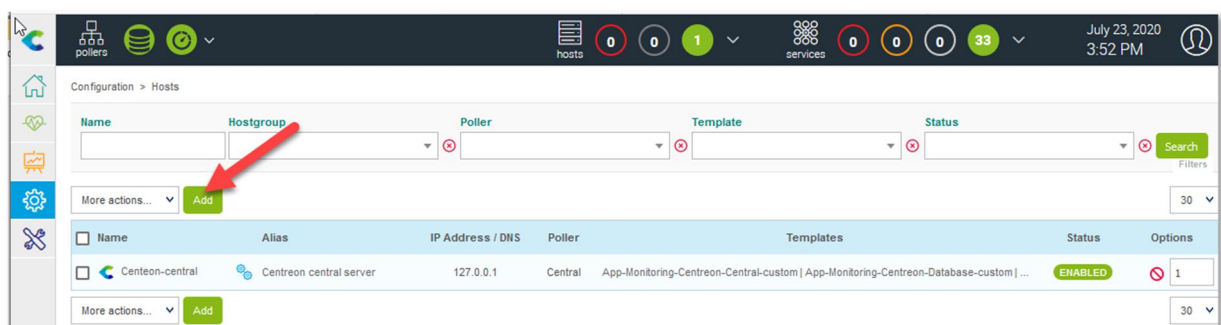 July 23, 2020
pollers hosts 0 0 1 services 0 0 0 33 3:52 PM
Configuration > Hosts
Name Hostgroup Poller Template Status
Search
Filters
More actions... Add 30
Name Alias IP Address / DNS Poller Templates Status Options
Centeon-central Centreon central server 127.0.0.1 Central App-Monitoring-Centreon-Central-custom | App-Monitoring-Centreon-Database-custom | ... ENABLED 1
More actions... Add 30